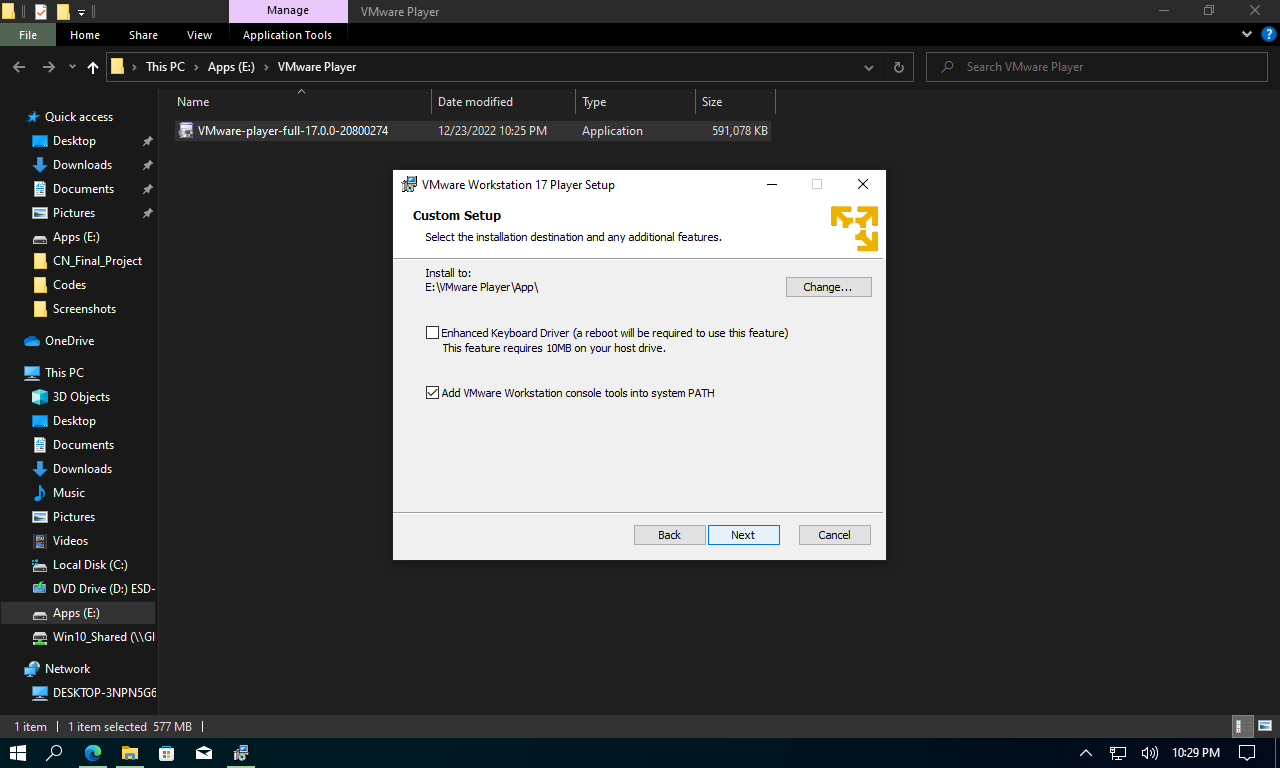 Manage
VMware Player
File
Home
Share
View
Application Tools
This PC
Apps (E:)
VMware Player
Search VMware Player
Name
Date modified
Type
Size
VMware-player-full-17.0.0-20800274
12/23/2022 10:25 PM
Application
591,078 KB
Quick access
Desktop
Downloads
Documents
Pictures
Apps (E:)
CN_Final_Project
Codes
Screenshots
OneDrive
This PC
3D Objects
Desktop
Documents
Downloads
Music
Pictures
Videos
Local Disk (C:)
DVD Drive (D:) ESD-
Apps (E:)
Win10_Shared (\\Gl
Network
DESKTOP-3NPN5G6
VMware Workstation 17 Player Setup
Custom Setup
Select the installation destination and any additional features.
Install to:
E:\VMware Player\App\
Change...
Enhanced Keyboard Driver (a reboot will be required to use this feature)
This feature requires 10MB on your host drive.
Add VMware Workstation console tools into system PATH
Back
Next
Cancel
1 item
1 item selected 577 MB
10:29 PM